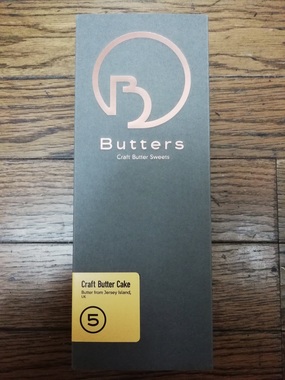 B
Butters
Craft Butter Sweets
Craft Butter Cake
Butter from Jersey Island,
UK
5